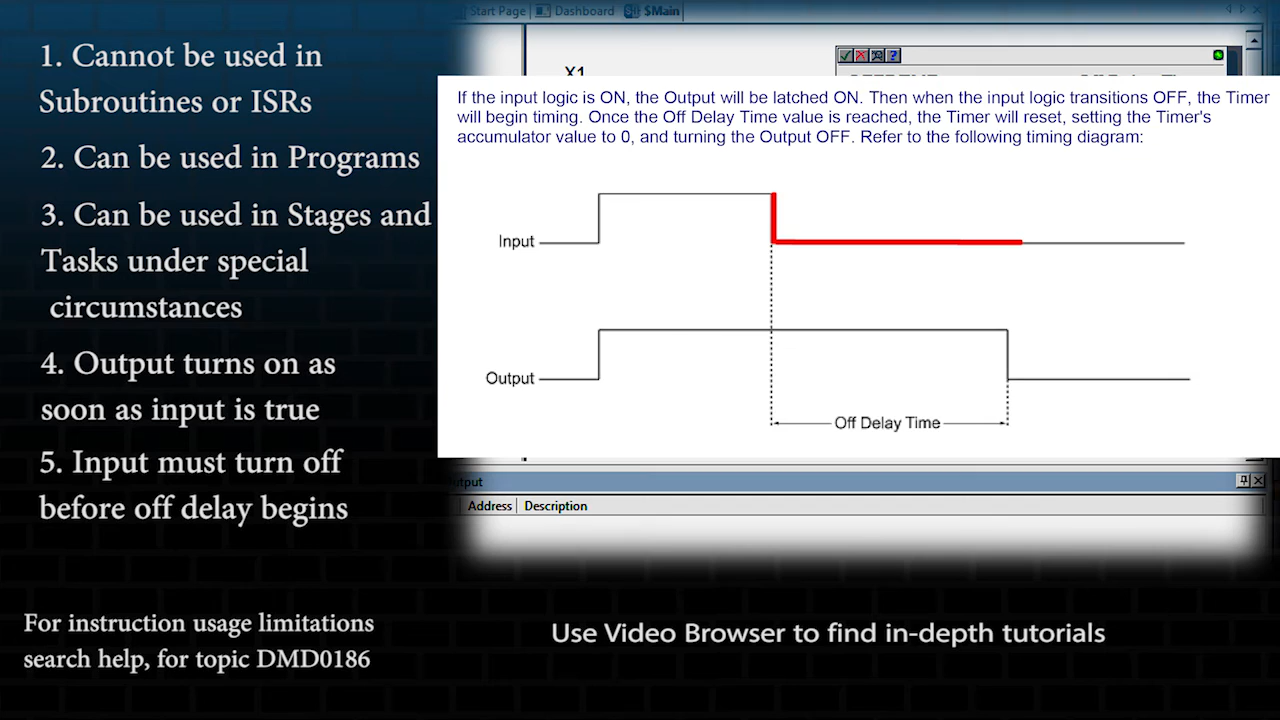 1. Cannot be used in
Subroutines or ISRs
2. Can be used in Programs
3. Can be used in Stages and
Tasks under special
circumstances
4. Output turns on as
soon as input is true
5. Input must turn off
before off delay begins
For instruction usage limitations
search help, for topic DMD0186
Start Page Dashboard $Main
X1
If the input logic is ON, the Output will be latched ON. Then when the input logic transitions OFF, the Timer
will begin timing. Once the Off Delay Time value is reached, the Timer will reset, setting the Timer's
accumulator value to 0, and turning the Output OFF. Refer to the following timing diagram:
Input
Output
Off Delay Time
Address Description
Use Video Browser to find in-depth tutorials